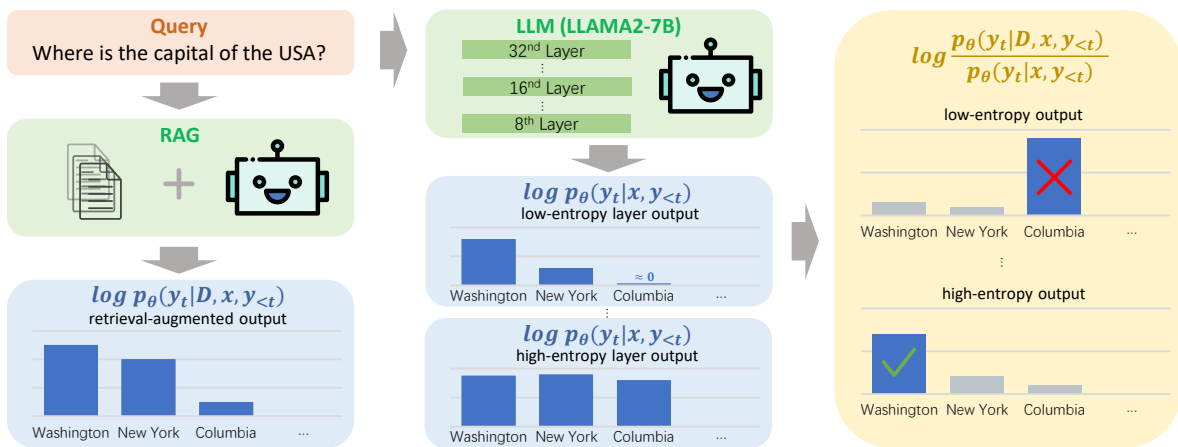 Query
Where is the capital of the USA?
RAG
+
log p_θ(y_t|D, x, y_{<t})
retrieval-augmented output
Washington New York Columbia ...
LLM (LLAMA2-7B)
32nd Layer
⋮
16nd Layer
⋮
8th Layer
log p_θ(y_t|x, y_{<t})
low-entropy layer output
≈ 0
Washington New York Columbia ...
⋮
log p_θ(y_t|x, y_{<t})
high-entropy layer output
Washington New York Columbia ...
log p_θ(y_t|D, x, y_{<t}) / p_θ(y_t|x, y_{<t})
low-entropy output
Washington New York Columbia ...
⋮
high-entropy output
Washington New York Columbia ...